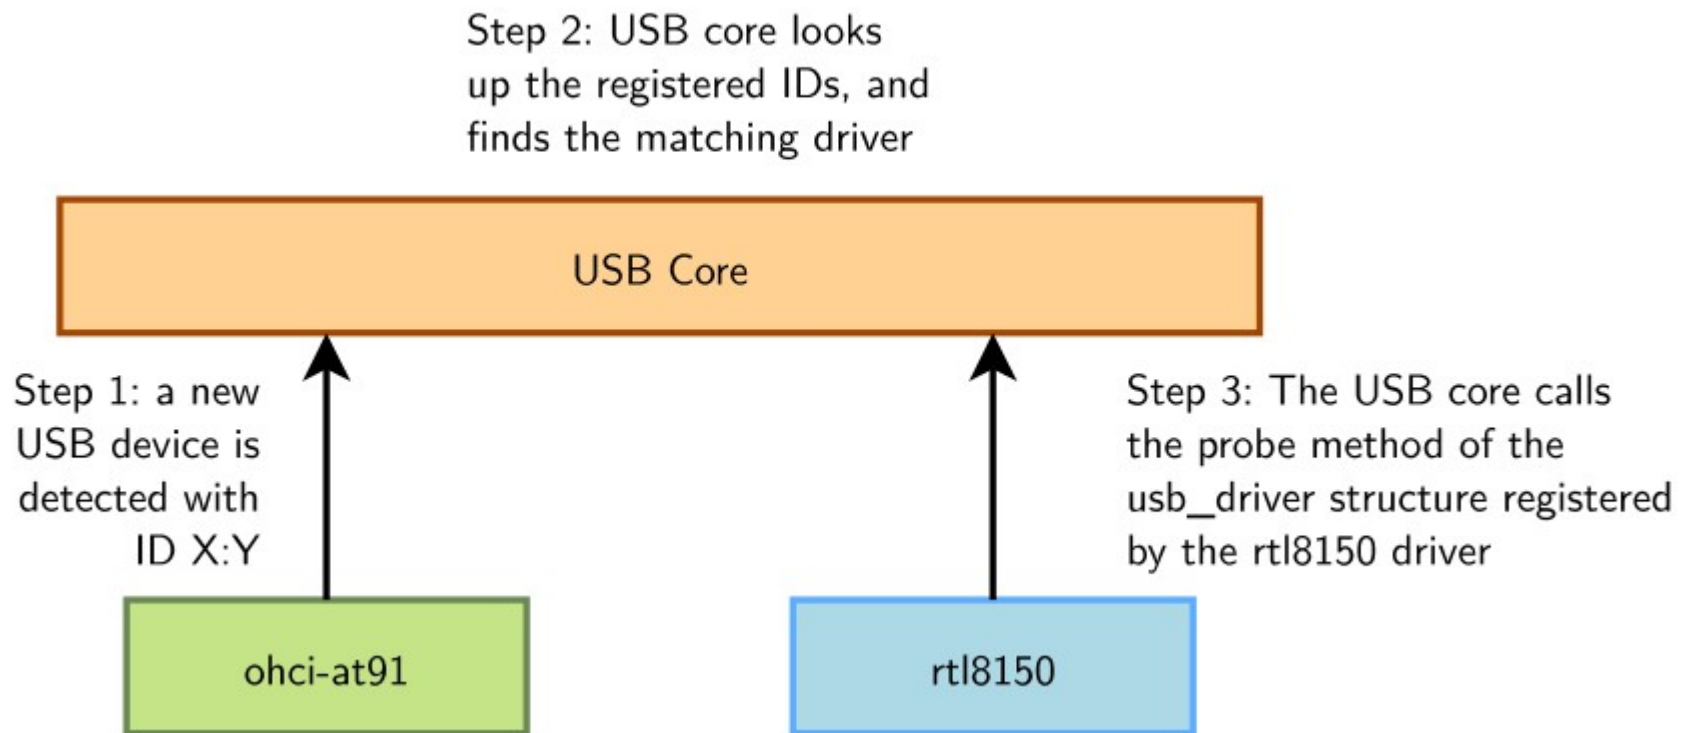 Step 2: USB core looks
up the registered IDs, and
finds the matching driver
USB Core
Step 1: a new
USB device is
detected with
ID X:Y
Step 3: The USB core calls
the probe method of the
usb_driver structure registered
by the rtl8150 driver
ohci-at91
rtl8150